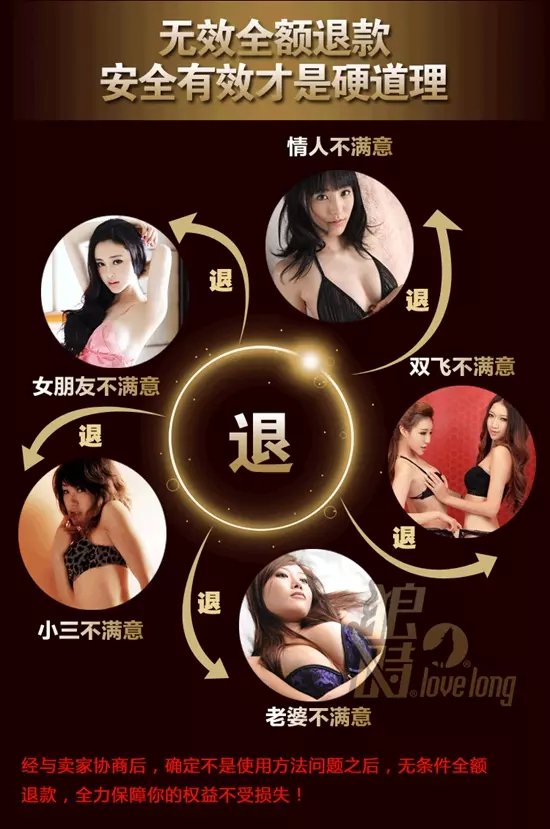 无效全额退款
安全有效才是硬道理
情人不满意
退
退
双飞不满意
女朋友不满意
退
退
退
小三不满意
退
老婆不满意
狼时
®lovelong®
经与卖家协商后，确定不是使用方法问题之后，无条件全额
退款，全力保障你的权益不受损失！